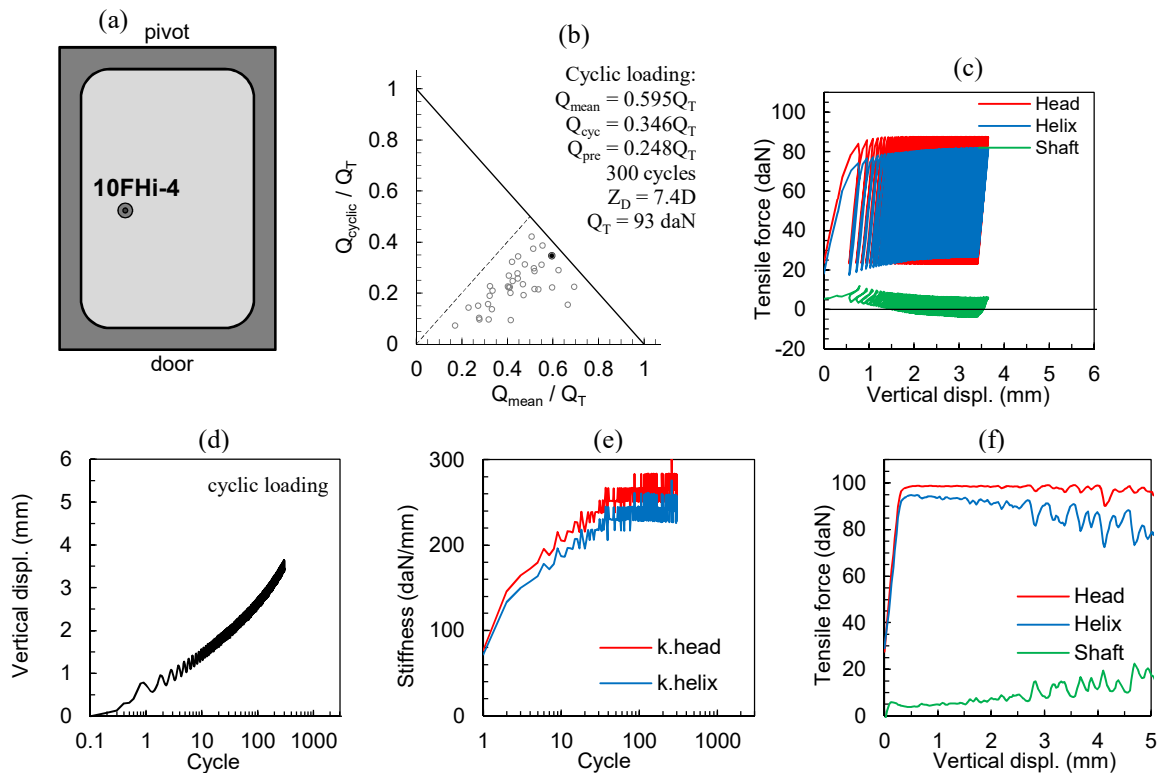 (a)
pivot
10FHi-4
door
(b)
Cyclic loading:
Q_mean = 0.595Q_T
Q_cyc = 0.346Q_T
Q_pre = 0.248Q_T
300 cycles
Z_D = 7.4D
Q_T = 93 daN
Q_cyclic / Q_T
1
0.8
0.6
0.4
0.2
0
0 0.2 0.4 0.6 0.8 1
Q_mean / Q_T
(c)
Head
Helix
Shaft
Tensile force (daN)
100
80
60
40
20
0
-20
0 1 2 3 4 5 6
Vertical displ. (mm)
(d)
cyclic loading
Vertical displ. (mm)
6
5
4
3
2
1
0
0.1 1 10 100 1000
Cycle
(e)
Stiffness (daN/mm)
300
200
100
0
k.head
k.helix
1 10 100 1000
Cycle
(f)
Tensile force (daN)
100
80
60
40
20
0
Head
Helix
Shaft
0 1 2 3 4 5
Vertical displ. (mm)